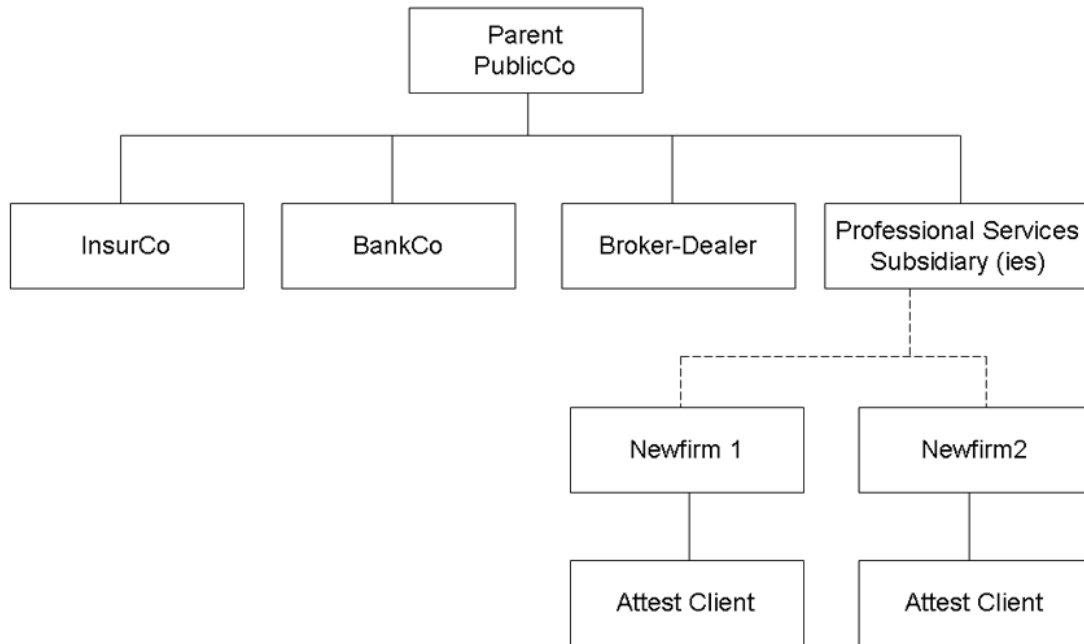 Parent
PublicCo
InsurCo
BankCo
Broker-Dealer
Professional Services
Subsidiary (ies)
Newfirm 1
Newfirm2
Attest Client
Attest Client